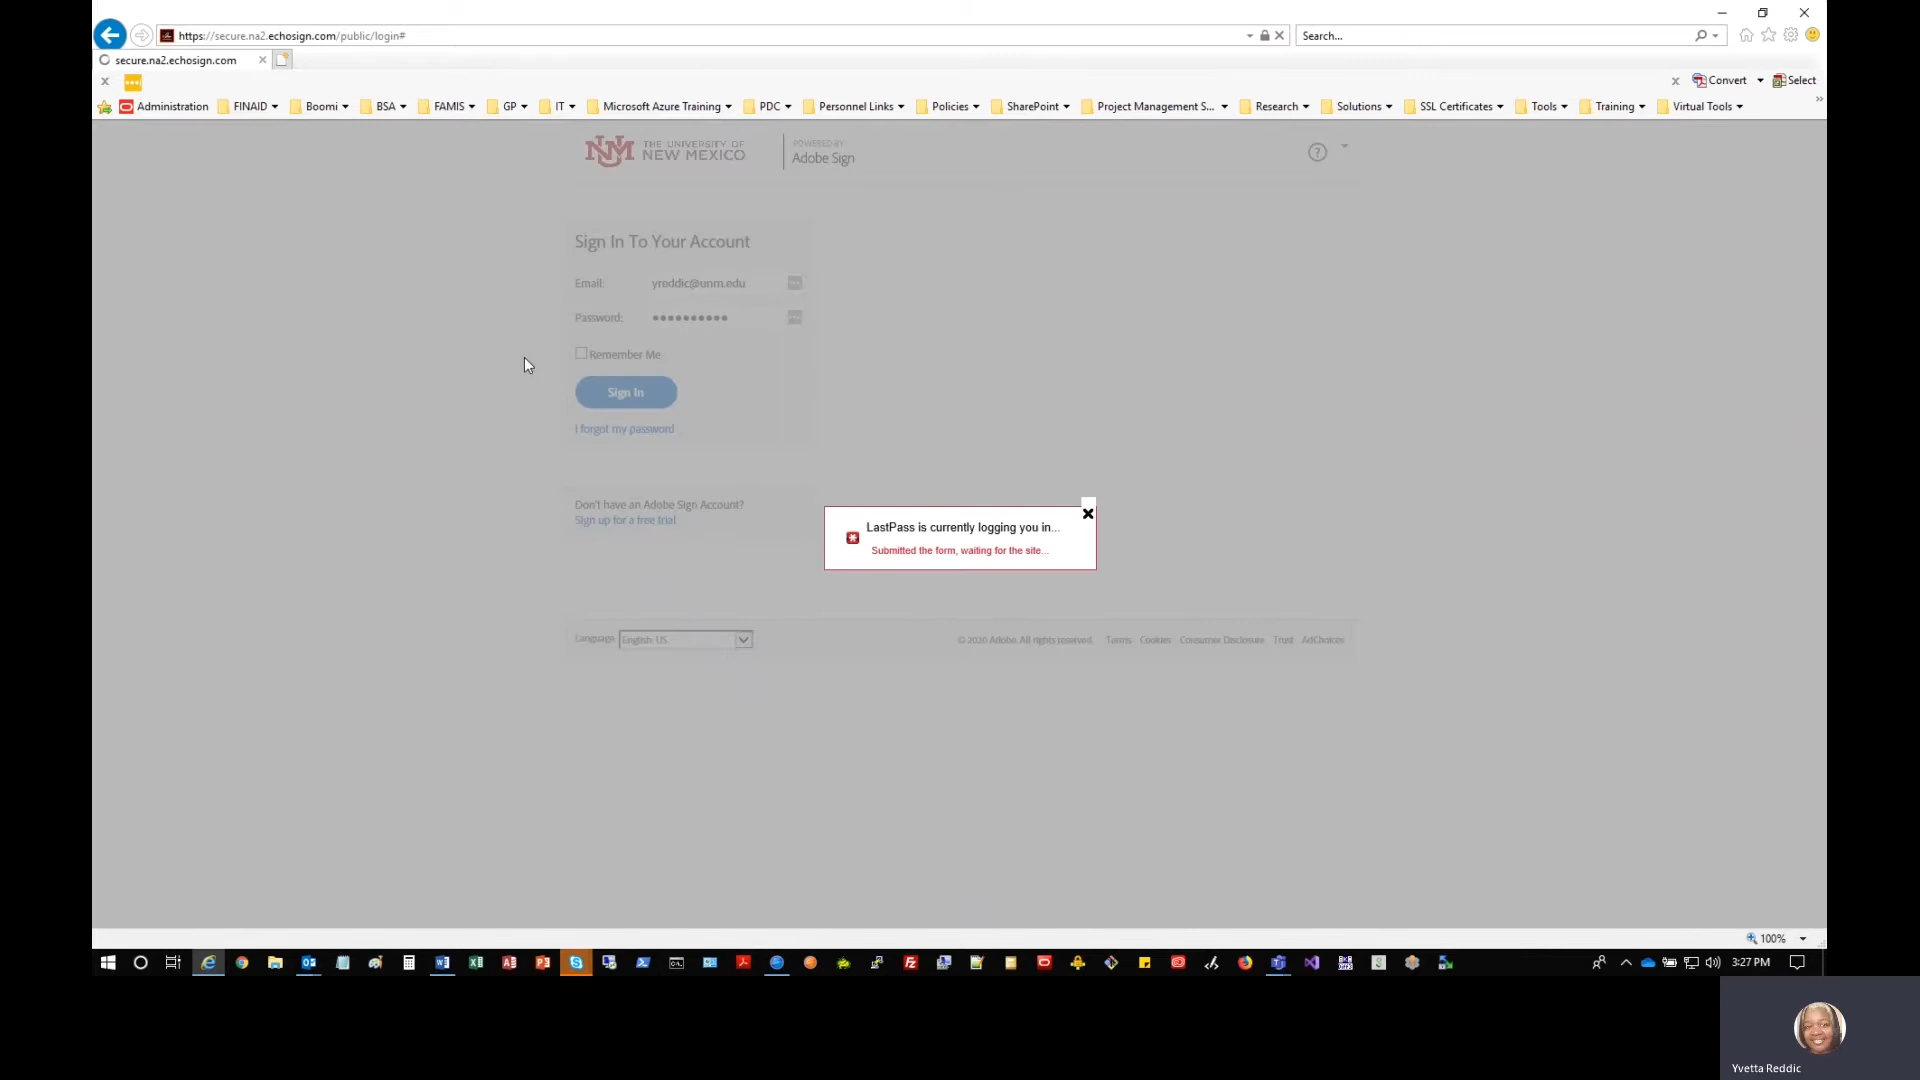 https://secure.na2.echosign.com/public/login#
Search...
secure.na2.echosign.com
Convert
Select
Administration
FINAID
Boomi
BSA
FAMIS
GP
IT
Microsoft Azure Training
PDC
Personnel Links
Policies
SharePoint
Project Management S...
Research
Solutions
SSL Certificates
Tools
Training
Virtual Tools
THE UNIVERSITY OF
NEW MEXICO
POWERED BY
Adobe Sign
Sign In To Your Account
Email:
yreddic@unm.edu
Password:
Remember Me
Sign In
I forgot my password
Don't have an Adobe Sign Account?
Sign up for a free trial
LastPass is currently logging you in...
Submitted the form, waiting for the site...
Language
English: US
© 2020 Adobe. All rights reserved.
Terms
Cookies
Consumer Disclosure
Trust
AdChoices
100%
3:27 PM
Yvetta Reddic